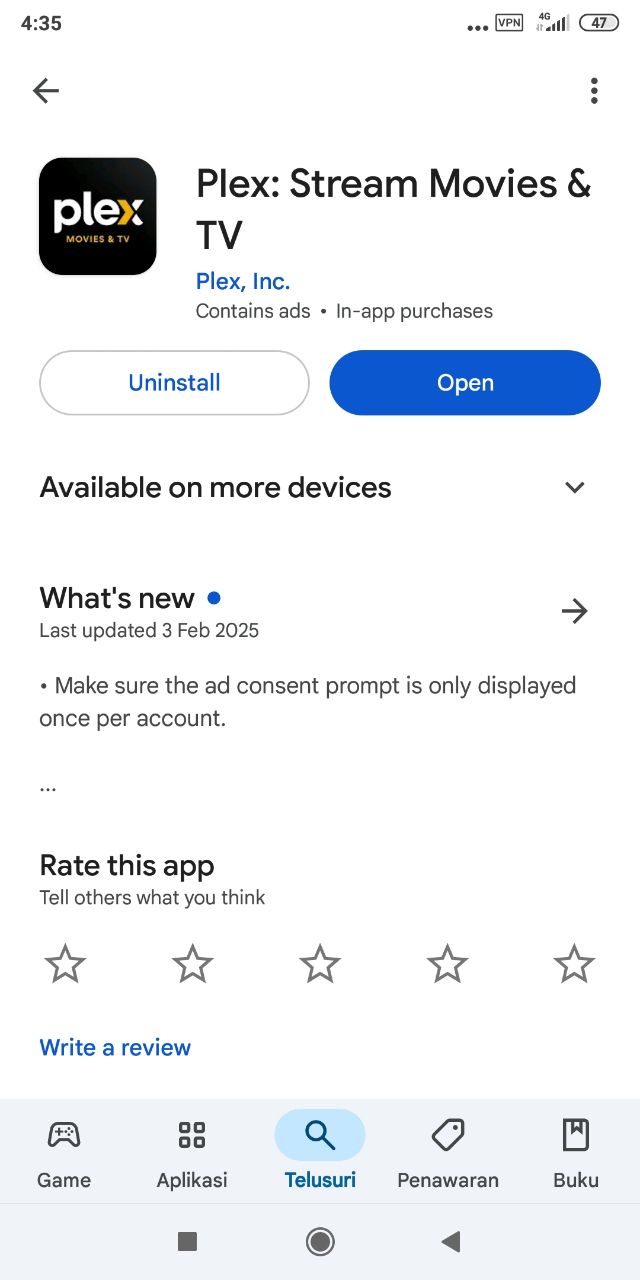 4:35
VPN
4G
47
plex
MOVIES & TV
Plex: Stream Movies &
TV
Plex, Inc.
Contains ads • In-app purchases
Uninstall
Open
Available on more devices
What's new
Last updated 3 Feb 2025
• Make sure the ad consent prompt is only displayed
once per account.
...
Rate this app
Tell others what you think
Write a review
Game
Aplikasi
Telusuri
Penawaran
Buku